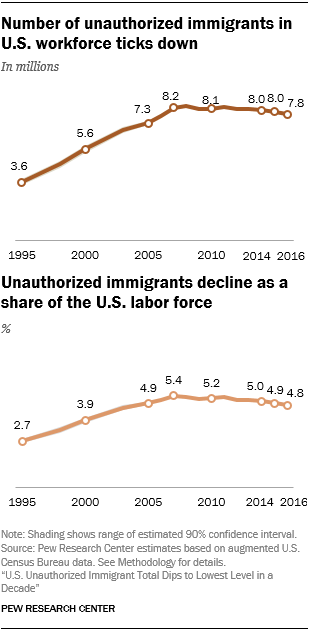 Number of unauthorized immigrants in
U.S. workforce ticks down
In millions
3.6
5.6
7.3
8.2
8.1
8.0
8.0
7.8
1995
2000
2005
2010
2014
2016
Unauthorized immigrants decline as a
share of the U.S. labor force
%
2.7
3.9
4.9
5.4
5.2
5.0
4.9
4.8
1995
2000
2005
2010
2014
2016
Note: Shading shows range of estimated 90% confidence interval.
Source: Pew Research Center estimates based on augmented U.S.
Census Bureau data. See Methodology for details.
“U.S. Unauthorized Immigrant Total Dips to Lowest Level in a
Decade”
PEW RESEARCH CENTER